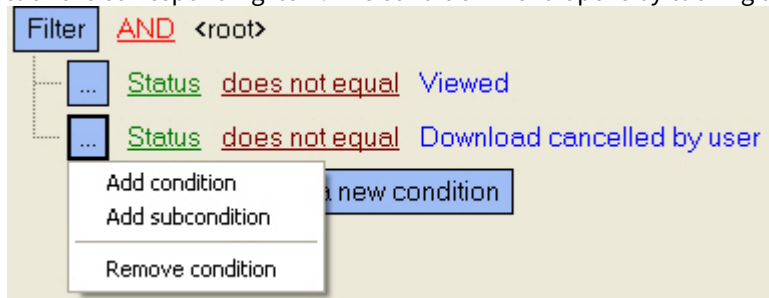 Filter AND <root>
... Status does not equal Viewed
... Status does not equal Download cancelled by user
Add condition
a new condition
Add subcondition
Remove condition